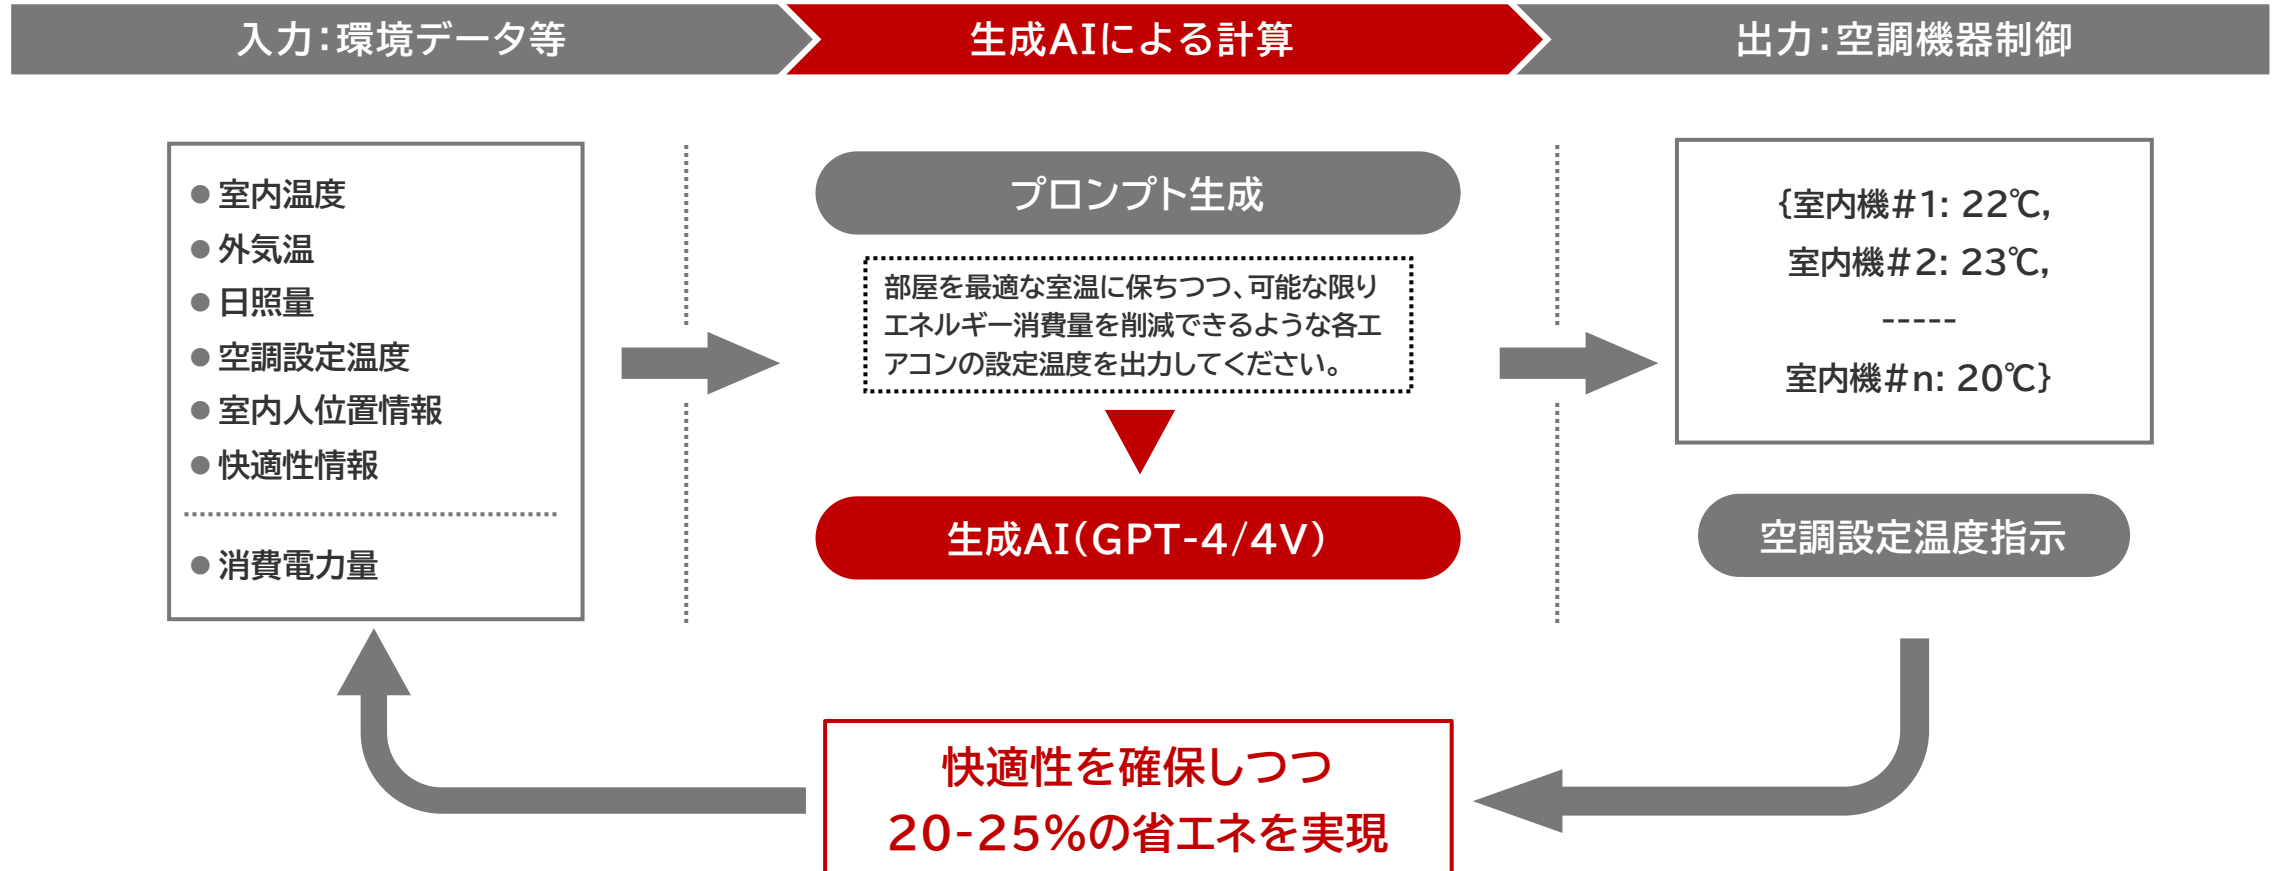 入力：環境データ等
生成AIによる計算
出力：空調機器制御
● 室内温度
● 外気温
● 日照量
● 空調設定温度
● 室内人位置情報
● 快適性情報
● 消費電力量
プロンプト生成
部屋を最適な室温に保ちつつ、可能な限り
エネルギー消費量を削減できるような各エ
アコンの設定温度を出力してください。
生成AI（GPT-4/4V）
{室内機#1: 22℃,
室内機#2: 23℃,
-----
室内機#n: 20℃}
空調設定温度指示
快適性を確保しつつ
20-25%の省エネを実現